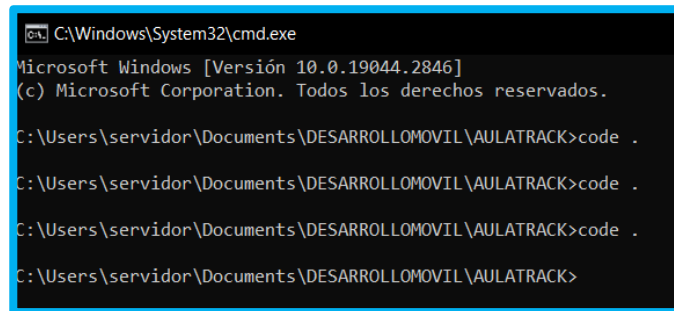 C:\Windows\System32\cmd.exe
Microsoft Windows [Versión 10.0.19044.2846]
(c) Microsoft Corporation. Todos los derechos reservados.
C:\Users\servidor\Documents\DESARROLLOMOVIL\AULATRACK>code .
C:\Users\servidor\Documents\DESARROLLOMOVIL\AULATRACK>code .
C:\Users\servidor\Documents\DESARROLLOMOVIL\AULATRACK>code .
C:\Users\servidor\Documents\DESARROLLOMOVIL\AULATRACK>